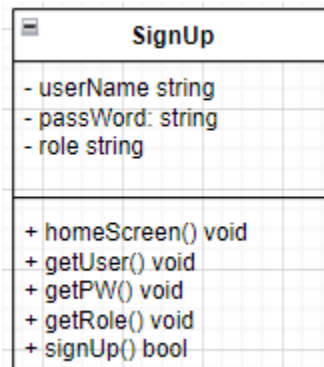 SignUp
- userName string
- passWord: string
- role string
+ homeScreen() void
+ getUser() void
+ getPW() void
+ getRole() void
+ signUp() bool